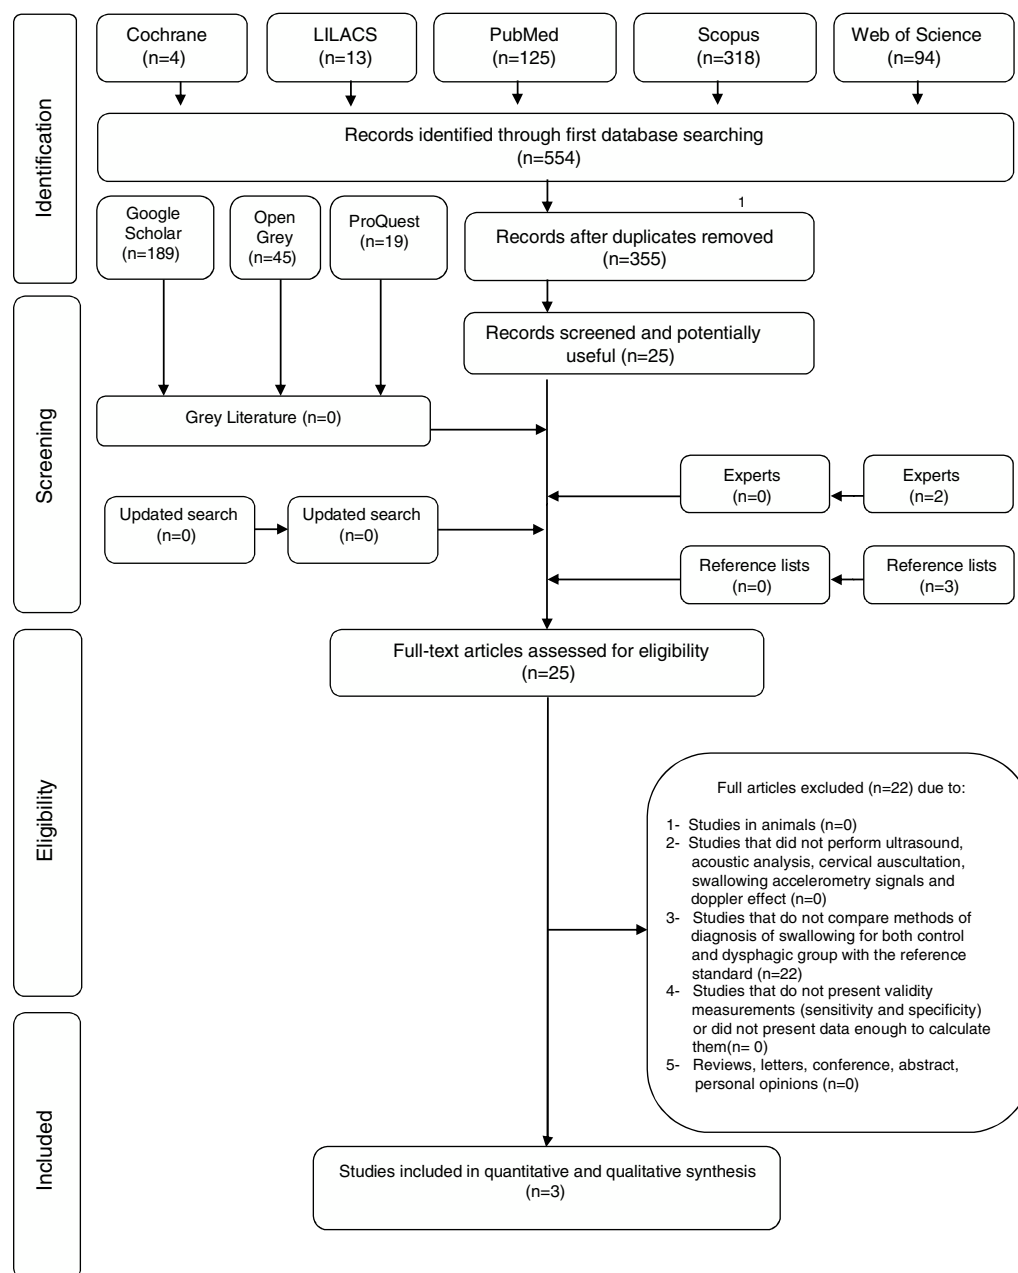 Identification
Cochrane
(n=4)
LILACS
(n=13)
PubMed
(n=125)
Scopus
(n=318)
Web of Science
(n=94)
Records identified through first database searching
(n=554)
Google
Scholar
(n=189)
Open
Grey
(n=45)
ProQuest
(n=19)
1
Records after duplicates removed
(n=355)
Screening
Records screened and potentially
useful (n=25)
Grey Literature (n=0)
Experts
(n=0)
Experts
(n=2)
Updated search
(n=0)
Updated search
(n=0)
Reference lists
(n=0)
Reference lists
(n=3)
Eligibility
Full-text articles assessed for eligibility
(n=25)
Full articles excluded (n=22) due to:
1- Studies in animals (n=0)
2- Studies that did not perform ultrasound,
acoustic analysis, cervical auscultation,
swallowing accelerometry signals and
doppler effect (n=0)
3- Studies that do not compare methods of
diagnosis of swallowing for both control
and dysphagic group with the reference
standard (n=22)
4- Studies that do not present validity
measurements (sensitivity and specificity)
or did not present data enough to calculate
them(n= 0)
5- Reviews, letters, conference, abstract,
personal opinions (n=0)
Included
Studies included in quantitative and qualitative synthesis
(n=3)